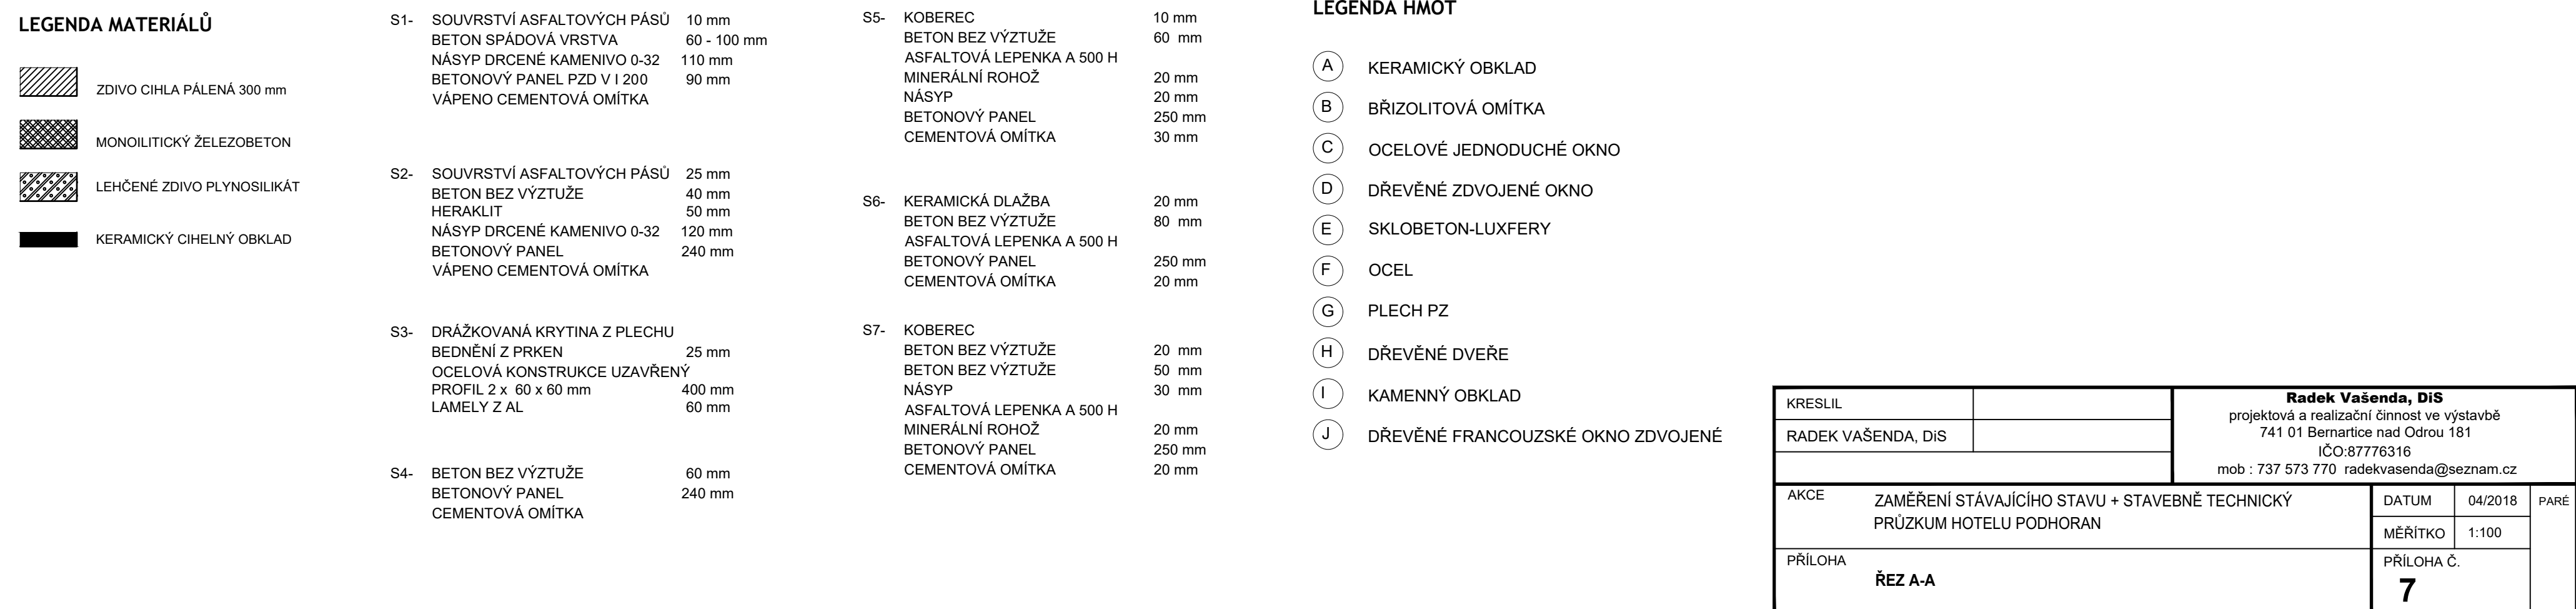 LEGENDA MATERIÁLŮ
ZDIVO CIHLA PÁLENÁ 300 mm
MONOILITICKÝ ŽELEZOBETON
LEHČENÉ ZDIVO PLYNOSILIKÁT
KERAMICKÝ CIHELNÝ OBKLAD
S1- SOUVRSTVÍ ASFALTOVÝCH PÁSŮ 10 mm
BETON SPÁDOVÁ VRSTVA 60 - 100 mm
NÁSYP DRCENÉ KAMENIVO 0-32 110 mm
BETONOVÝ PANEL PZD V I 200 90 mm
VÁPENO CEMENTOVÁ OMÍTKA
S2- SOUVRSTVÍ ASFALTOVÝCH PÁSŮ 25 mm
BETON BEZ VÝZTUŽE 40 mm
HERAKLIT 50 mm
NÁSYP DRCENÉ KAMENIVO 0-32 120 mm
BETONOVÝ PANEL 240 mm
VÁPENO CEMENTOVÁ OMÍTKA
S3- DRÁŽKOVANÁ KRYTINA Z PLECHU
BEDNĚNÍ Z PRKEN 25 mm
OCELOVÁ KONSTRUKCE UZAVŘENÝ
PROFIL 2 x 60 x 60 mm 400 mm
LAMELY Z AL 60 mm
S4- BETON BEZ VÝZTUŽE 60 mm
BETONOVÝ PANEL 240 mm
CEMENTOVÁ OMÍTKA
S5- KOBEREC 10 mm
BETON BEZ VÝZTUŽE 60 mm
ASFALTOVÁ LEPENKA A 500 H
MINERÁLNÍ ROHOŽ 20 mm
NÁSYP 20 mm
BETONOVÝ PANEL 250 mm
CEMENTOVÁ OMÍTKA 30 mm
S6- KERAMICKÁ DLAŽBA 20 mm
BETON BEZ VÝZTUŽE 80 mm
ASFALTOVÁ LEPENKA A 500 H
BETONOVÝ PANEL 250 mm
CEMENTOVÁ OMÍTKA 20 mm
S7- KOBEREC
BETON BEZ VÝZTUŽE 20 mm
BETON BEZ VÝZTUŽE 50 mm
NÁSYP 30 mm
ASFALTOVÁ LEPENKA A 500 H
MINERÁLNÍ ROHOŽ 20 mm
BETONOVÝ PANEL 250 mm
CEMENTOVÁ OMÍTKA 20 mm
LEGENDA HMOT
A KERAMICKÝ OBKLAD
B BŘIZOLITOVÁ OMÍTKA
C OCELOVÉ JEDNODUCHÉ OKNO
D DŘEVĚNÉ ZDVOJENÉ OKNO
E SKLOBETON-LUXFERY
F OCEL
G PLECH PZ
H DŘEVĚNÉ DVEŘE
I KAMENNÝ OBKLAD
J DŘEVĚNÉ FRANCOUZSKÉ OKNO ZDVOJENÉ
KRESLIL
RADEK VAŠENDA, DiS
Radek Vašenda, DiS
projektová a realizační činnost ve výstavbě
741 01 Bernartice nad Odrou 181
IČO:87776316
mob : 737 573 770 radekvasenda@seznam.cz
AKCE ZAMĚŘENÍ STÁVAJÍCÍHO STAVU + STAVEBNĚ TECHNICKÝ
PRŮZKUM HOTELU PODHORAN
DATUM 04/2018 PARÉ
MĚŘÍTKO 1:100
PŘÍLOHA
ŘEZ A-A
PŘÍLOHA Č.
7